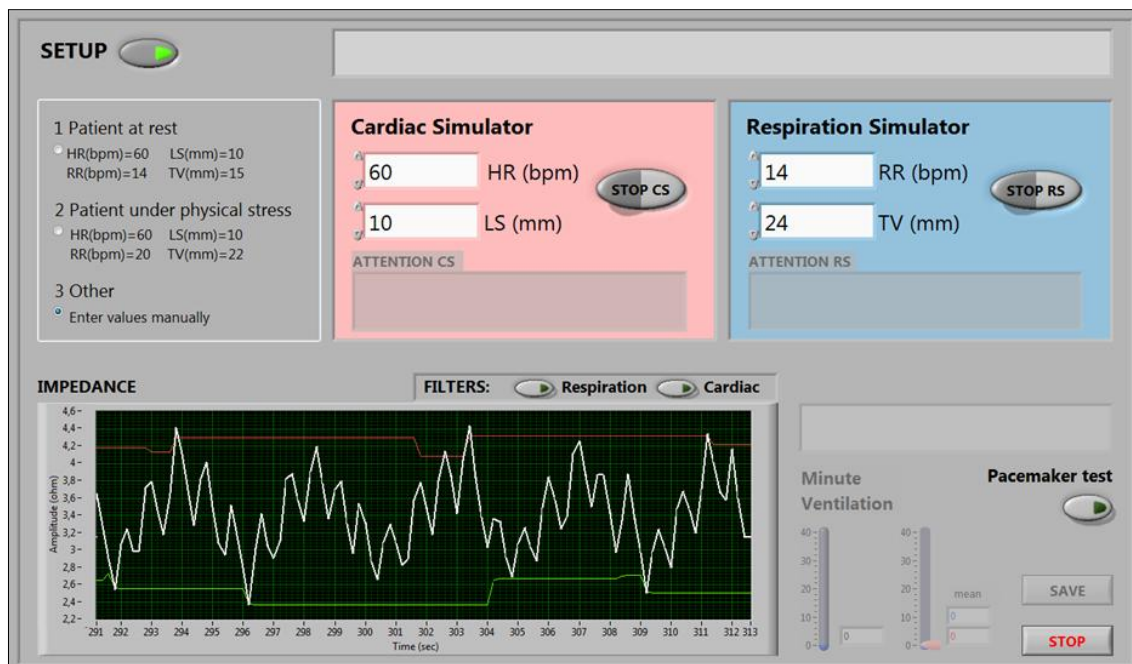 SETUP
1 Patient at rest
HR(bpm)=60 LS(mm)=10
RR(bpm)=14 TV(mm)=15
2 Patient under physical stress
HR(bpm)=60 LS(mm)=10
RR(bpm)=20 TV(mm)=22
3 Other
Enter values manually
Cardiac Simulator
60 HR (bpm)
STOP CS
10 LS (mm)
ATTENTION CS
Respiration Simulator
14 RR (bpm)
STOP RS
24 TV (mm)
ATTENTION RS
IMPEDANCE
FILTERS: Respiration Cardiac
Amplitude (ohm)
4,6-
4,4-
4,2-
4-
3,8-
3,6-
3,4-
3,2-
3-
2,8-
2,6-
2,4-
2,2-
291 292 293 294 295 296 297 298 299 300 301 302 303 304 305 306 307 308 309 310 311 312 313
Time (sec)
Minute
Ventilation
Pacemaker test
40- 40-
30- 30-
20- 20-
mean
10- 10-
0
0- 0 0- 0
SAVE
STOP